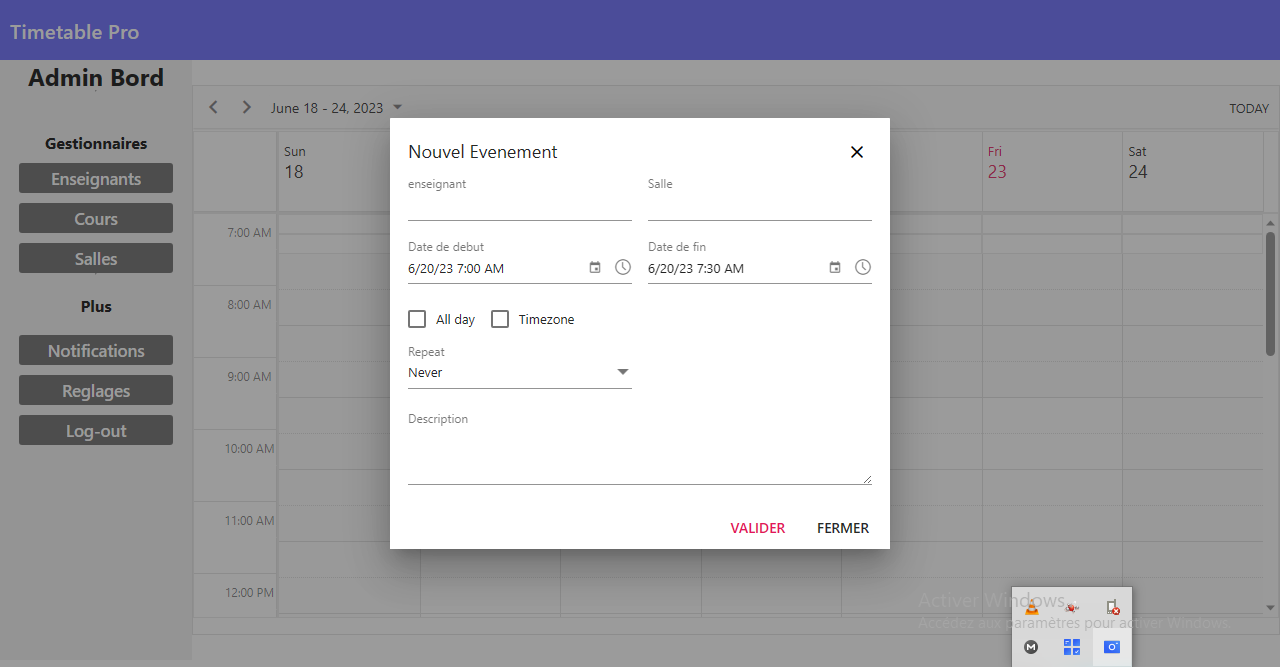 Timetable Pro
Admin Bord
Gestionnaires
Enseignants
Cours
Salles
Plus
Notifications
Reglages
Log-out
June 18 - 24, 2023
TODAY
Sun
18
Fri
23
Sat
24
7:00 AM
8:00 AM
9:00 AM
10:00 AM
11:00 AM
12:00 PM
Nouvel Evenement
enseignant
Salle
Date de debut
Date de fin
6/20/23 7:00 AM
6/20/23 7:30 AM
All day
Timezone
Repeat
Never
Description
VALIDER
FERMER
Activer Windows
Accédez aux paramètres pour activer Windows.